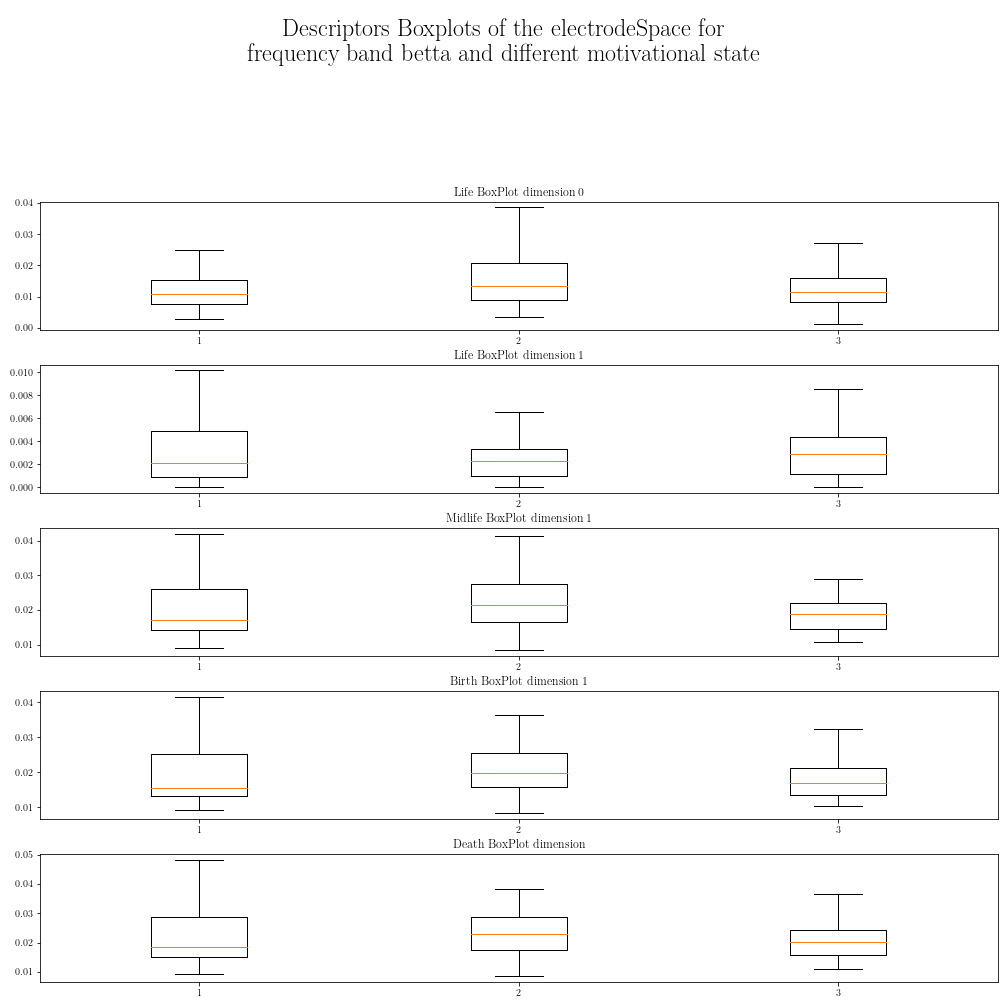 Descriptors Boxplots of the electrodeSpace for
frequency band betta and different motivational state
Life BoxPlot dimension 0
0.04
0.03
0.02
0.01
0.00
1 2 3
Life BoxPlot dimension 1
0.010
0.008
0.006
0.004
0.002
0.000
1 2 3
Midlife BoxPlot dimension 1
0.04
0.03
0.02
0.01
1 2 3
Birth BoxPlot dimension 1
0.04
0.03
0.02
0.01
1 2 3
Death BoxPlot dimension
0.05
0.04
0.03
0.02
0.01
1 2 3